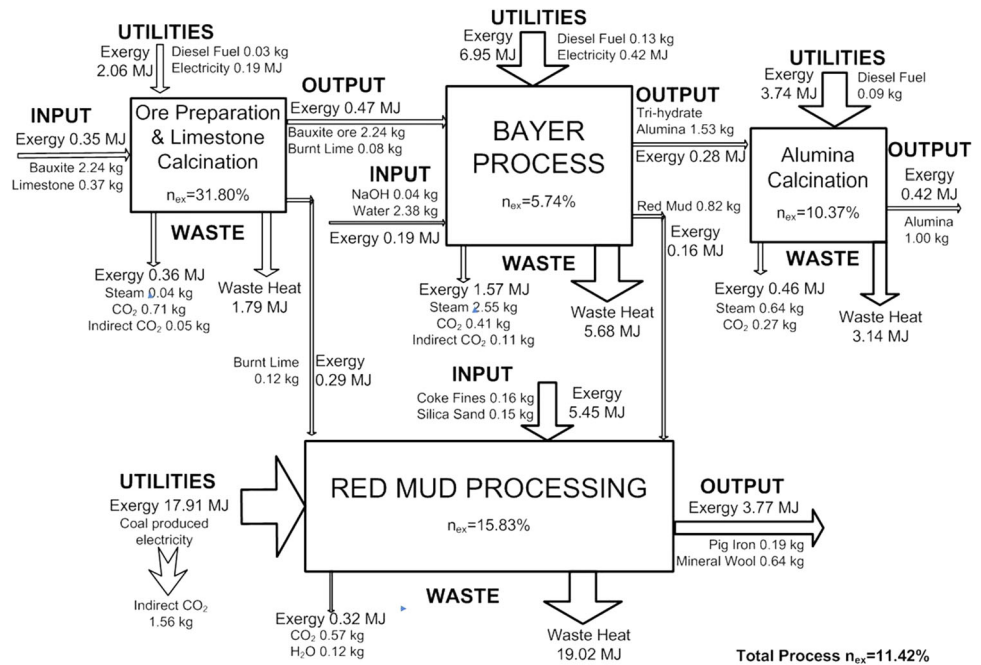 UTILITIES
Exergy
2.06 MJ
Diesel Fuel 0.03 kg
Electricity 0.19 MJ
INPUT
Exergy 0.35 MJ
Bauxite 2.24 kg
Limestone 0.37 kg
Ore Preparation
& Limestone
Calcination
nex=31.80%
OUTPUT
Exergy 0.47 MJ
Bauxite ore 2.24 kg
Burnt Lime 0.08 kg
WASTE
Exergy 0.36 MJ
Steam 0.04 kg
CO₂ 0.71 kg
Indirect CO₂ 0.05 kg
Waste Heat
1.79 MJ
UTILITIES
Exergy
6.95 MJ
Diesel Fuel 0.13 kg
Electricity 0.42 MJ
INPUT
NaOH 0.04 kg
Water 2.38 kg
Exergy 0.19 MJ
BAYER
PROCESS
nex=5.74%
OUTPUT
Tri-hydrate
Alumina 1.53 kg
Exergy 0.28 MJ
Red Mud 0.82 kg
Exergy
0.16 MJ
WASTE
Exergy 1.57 MJ
Steam 2.55 kg
CO₂ 0.41 kg
Indirect CO₂ 0.11 kg
Waste Heat
5.68 MJ
UTILITIES
Exergy
3.74 MJ
Diesel Fuel
0.09 kg
Alumina
Calcination
nex=10.37%
OUTPUT
Exergy
0.42 MJ
Alumina
1.00 kg
WASTE
Exergy 0.46 MJ
Steam 0.64 kg
CO₂ 0.27 kg
Waste Heat
3.14 MJ
Burnt Lime
0.12 kg
Exergy
0.29 MJ
INPUT
Coke Fines 0.16 kg
Silica Sand 0.15 kg
Exergy
5.45 MJ
UTILITIES
Exergy 17.91 MJ
Coal produced
electricity
Indirect CO₂
1.56 kg
RED MUD PROCESSING
nex=15.83%
OUTPUT
Exergy 3.77 MJ
Pig Iron 0.19 kg
Mineral Wool 0.64 kg
WASTE
Exergy 0.32 MJ
CO₂ 0.57 kg
H₂O 0.12 kg
Waste Heat
19.02 MJ
Total Process nex=11.42%